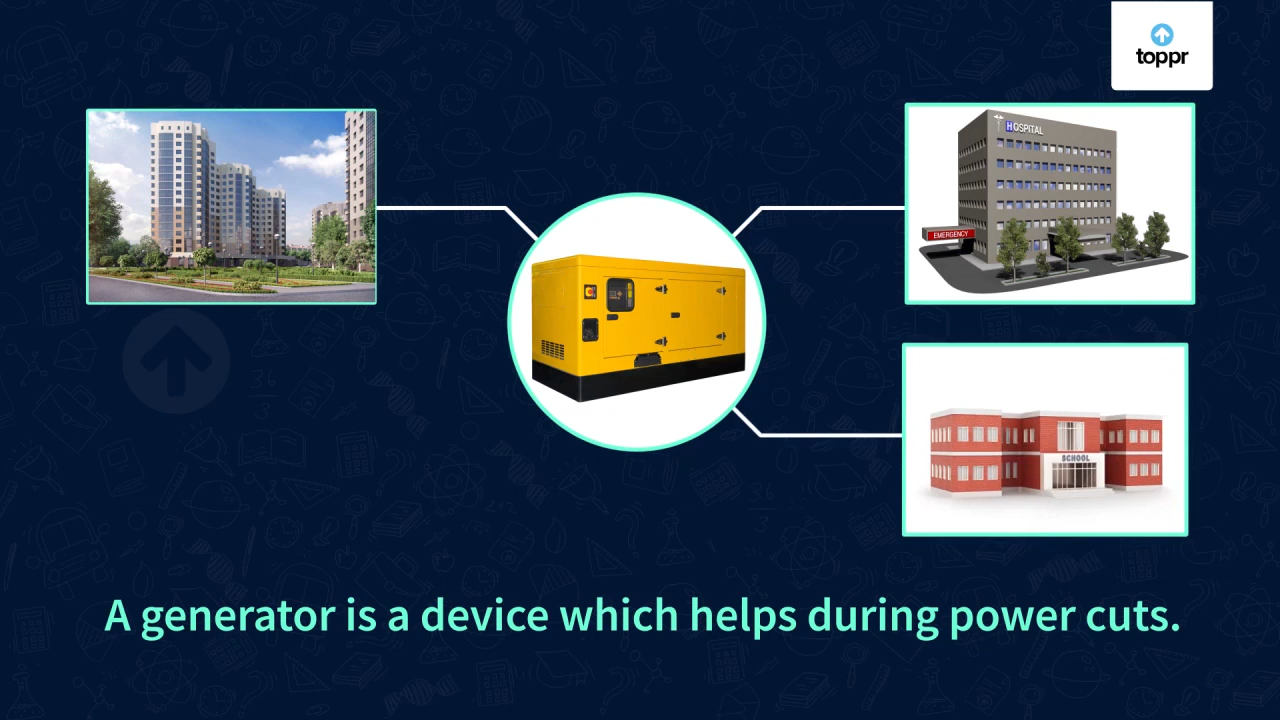 toppr
HOSPITAL
EMERGENCY
SCHOOL
A generator is a device which helps during power cuts.